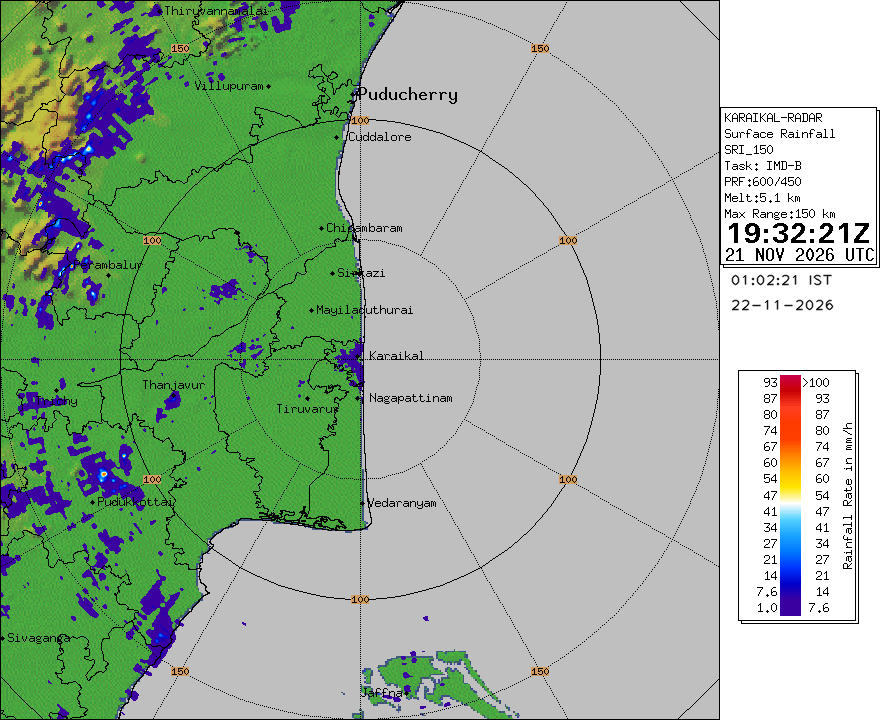 Thiruvannamalai
150
150
Villupuram
Puducherry
100
Cuddalore
KARAIKAL-RADAR
Surface Rainfall
SRI_150
Task: IMD-B
PRF:600/450
Melt:5.1 km
Max Range:150 km
19:32:21Z
21 NOV 2026 UTC
01:02:21 IST
22-11-2026
Chidambaram
100
100
Perambalur
Sirkazi
Mayiladuthurai
Karaikal
Thanjavur
Trichy
Tiruvarur
Nagapattinam
100
100
Pudukkottai
Vedaranyam
100
Sivaganga
150
150
Jaffna
93 >100
87 93
80 87
74 80
67 74
60 67
54 60
47 54
41 47
34 41
27 34
21 27
14 21
7.6 14
1.0 7.6
Rainfall Rate in mm/h